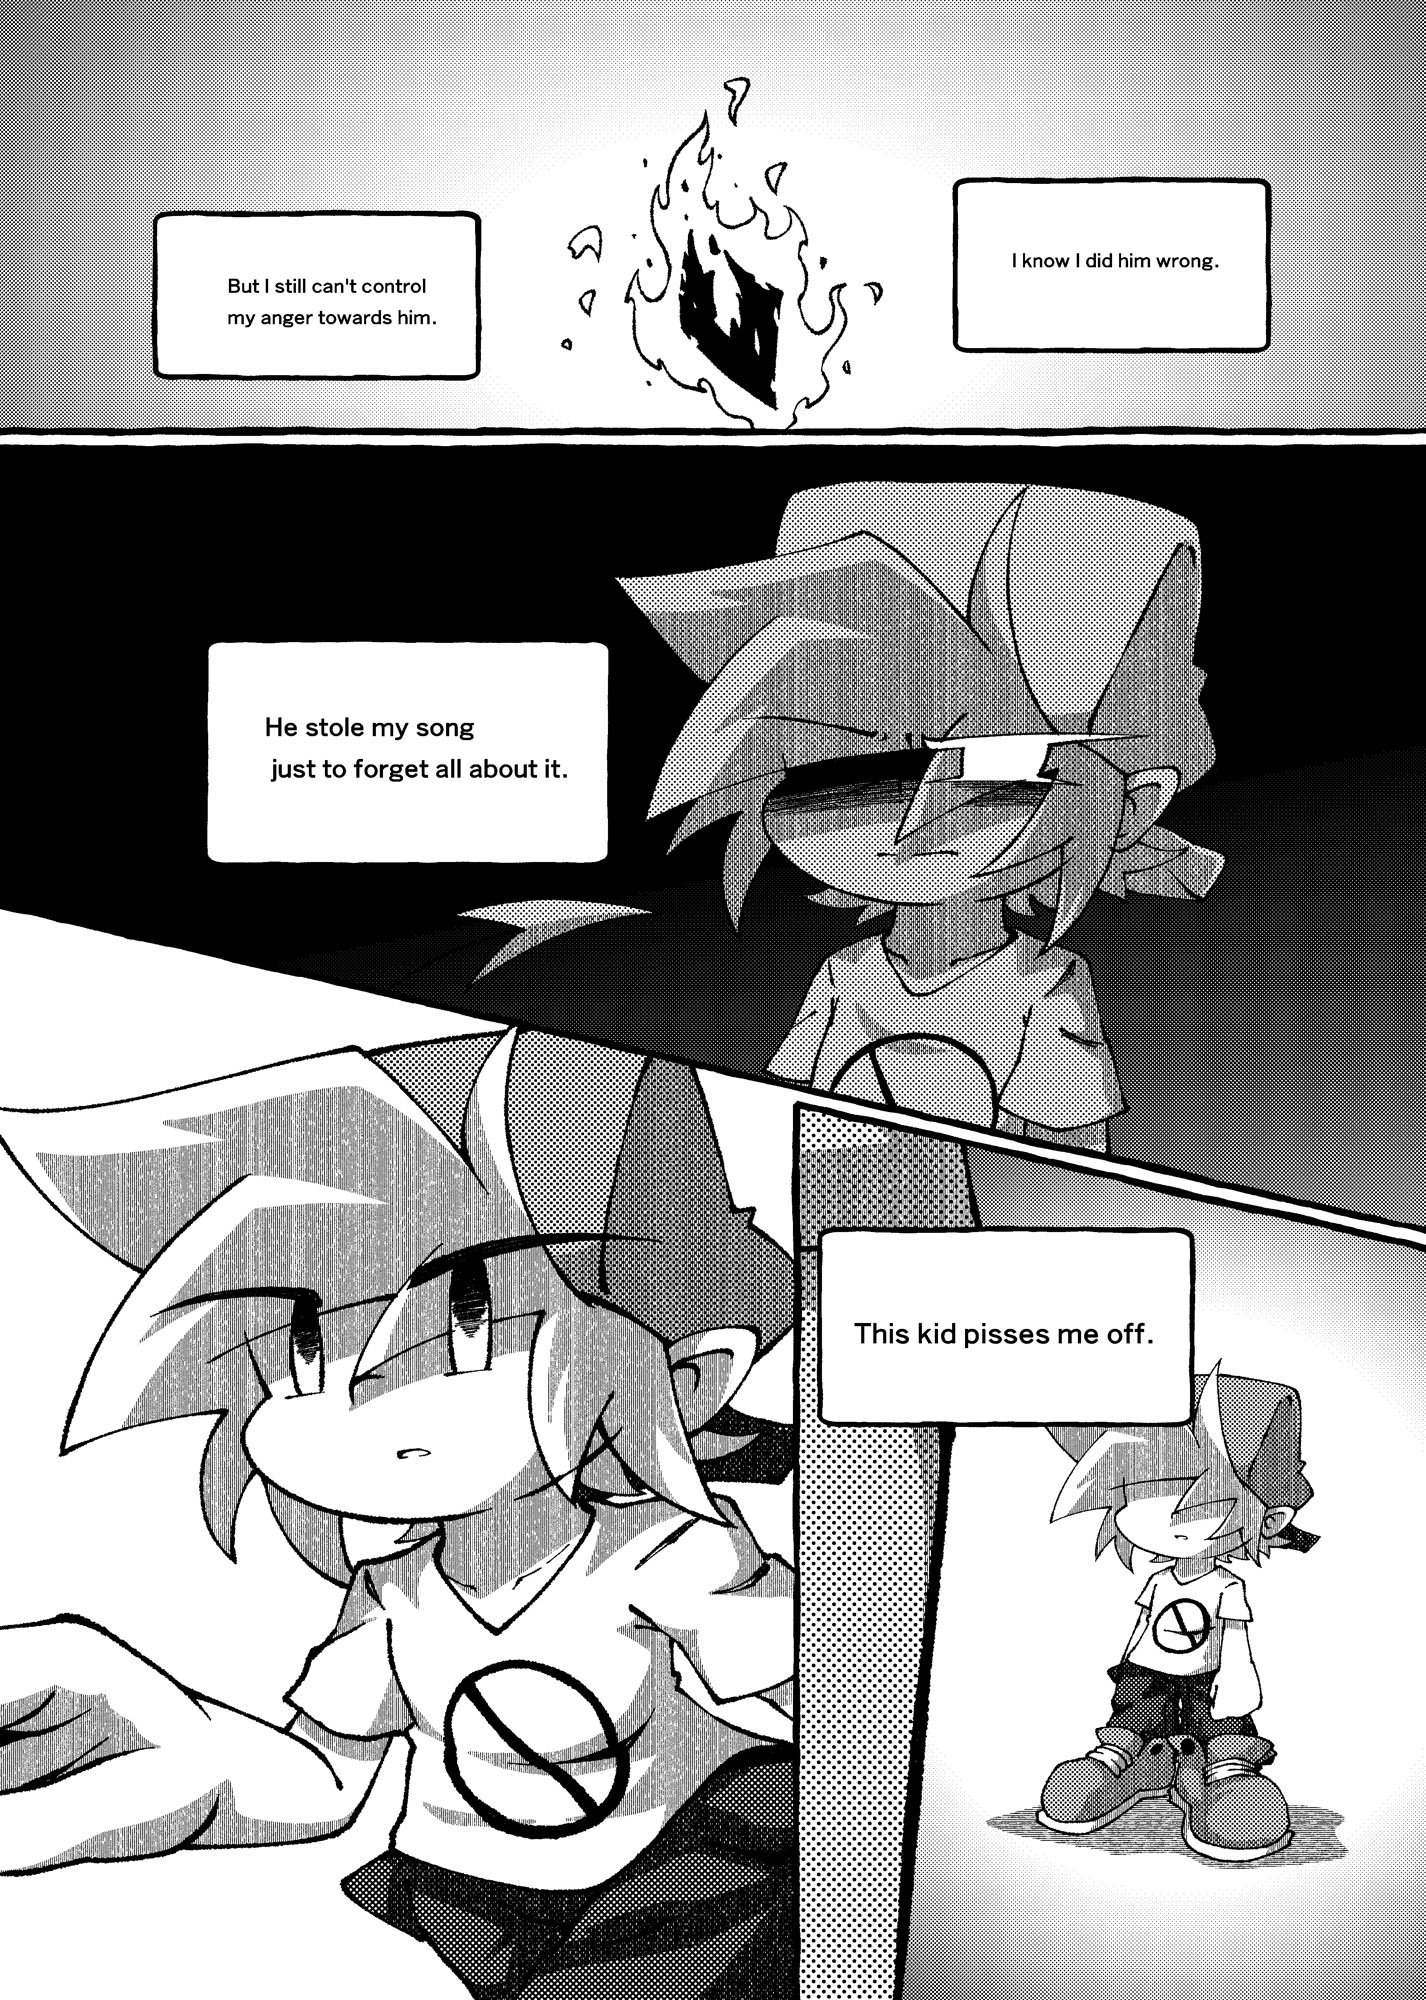 I know I did him wrong.
But I still can't control
my anger towards him.
He stole my song
just to forget all about it.
This kid pisses me off.